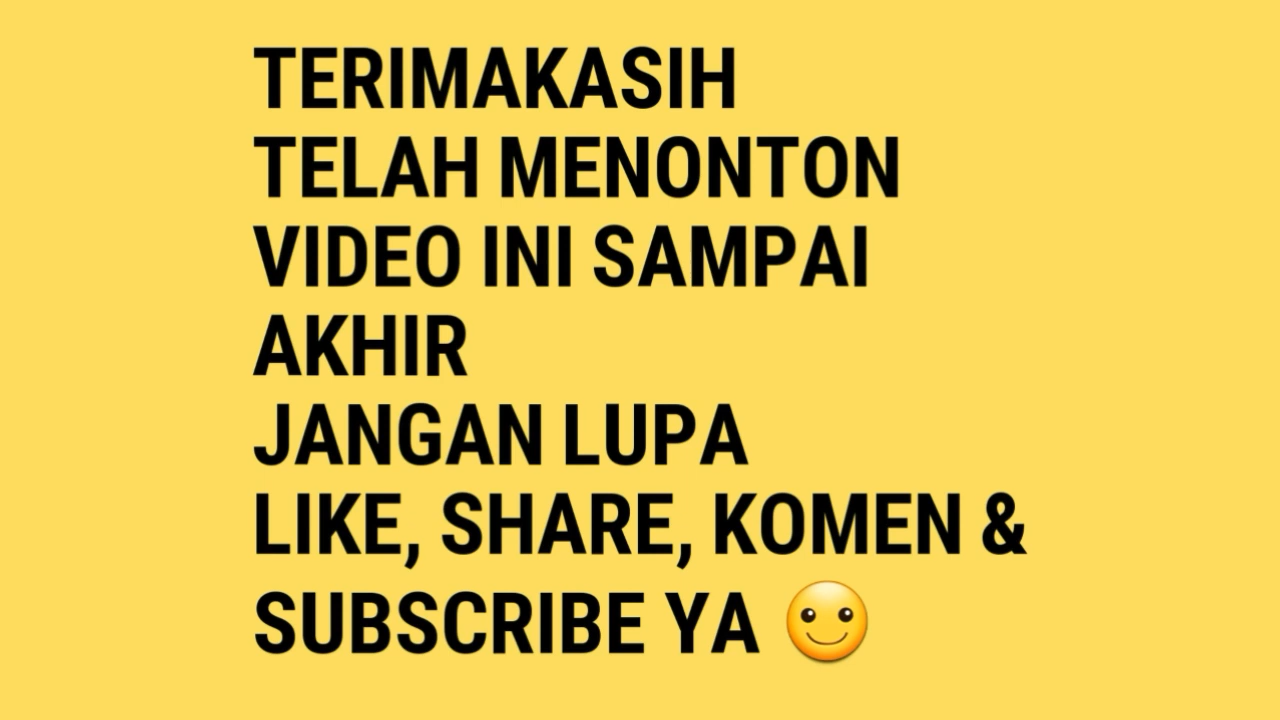 TERIMAKASIH
TELAH MENONTON
VIDEO INI SAMPAI
AKHIR
JANGAN LUPA
LIKE, SHARE, KOMEN &
SUBSCRIBE YA 🙂